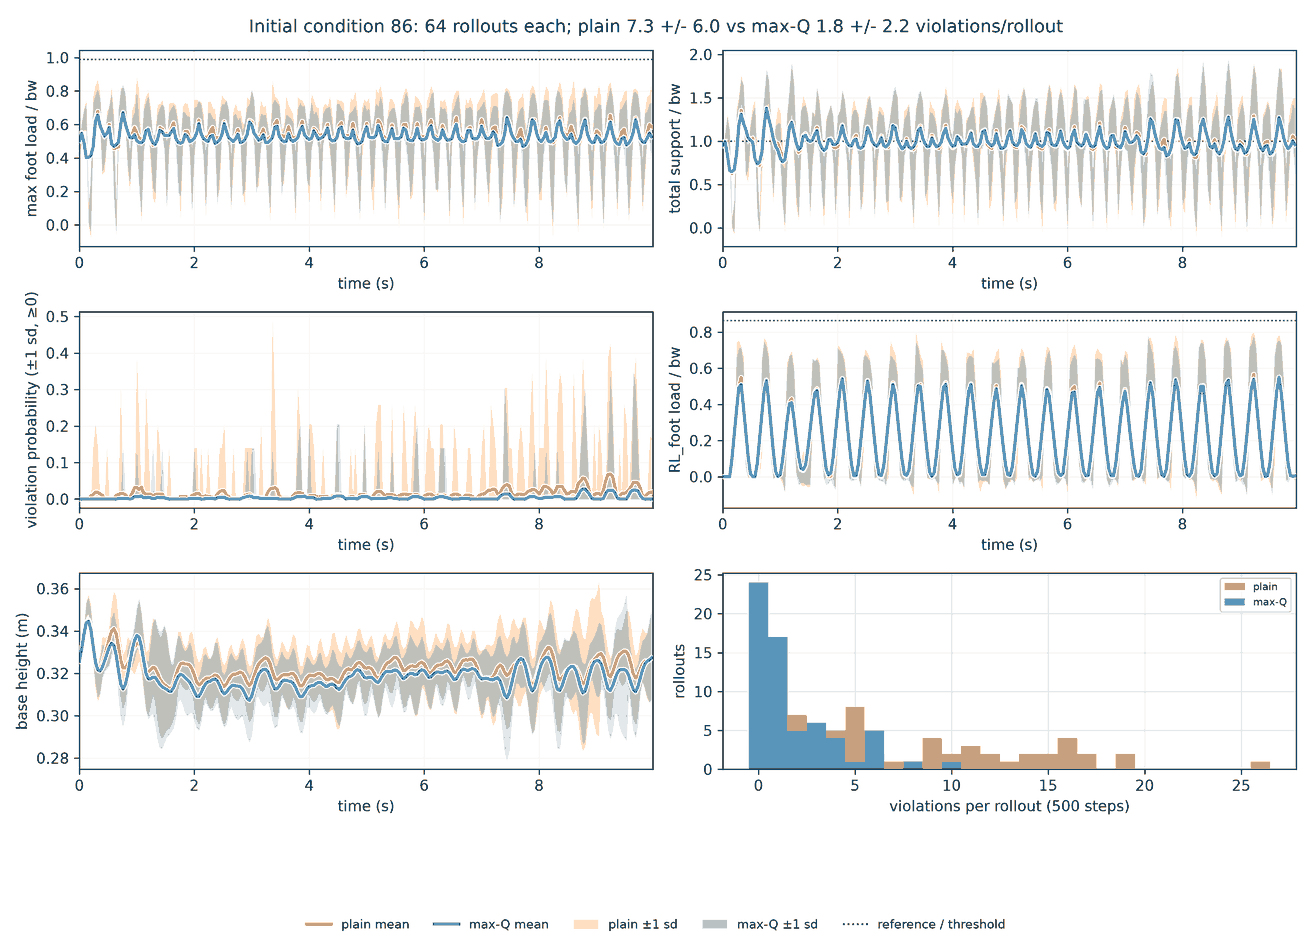 Initial condition 86: 64 rollouts each; plain 7.3 +/- 6.0 vs max-Q 1.8 +/- 2.2 violations/rollout
max foot load / bw
1.0
0.8
0.6
0.4
0.2
0.0
0 2 4 6 8
time (s)
total support / bw
2.0
1.5
1.0
0.5
0.0
0 2 4 6 8
time (s)
violation probability (±1 sd, ≥0)
0.5
0.4
0.3
0.2
0.1
0.0
0 2 4 6 8
time (s)
RL_foot load / bw
0.8
0.6
0.4
0.2
0.0
0 2 4 6 8
time (s)
base height (m)
0.36
0.34
0.32
0.30
0.28
0 2 4 6 8
time (s)
rollouts
25
20
15
10
5
0
plain
max-Q
0 5 10 15 20 25
violations per rollout (500 steps)
plain mean max-Q mean plain ±1 sd max-Q ±1 sd reference / threshold